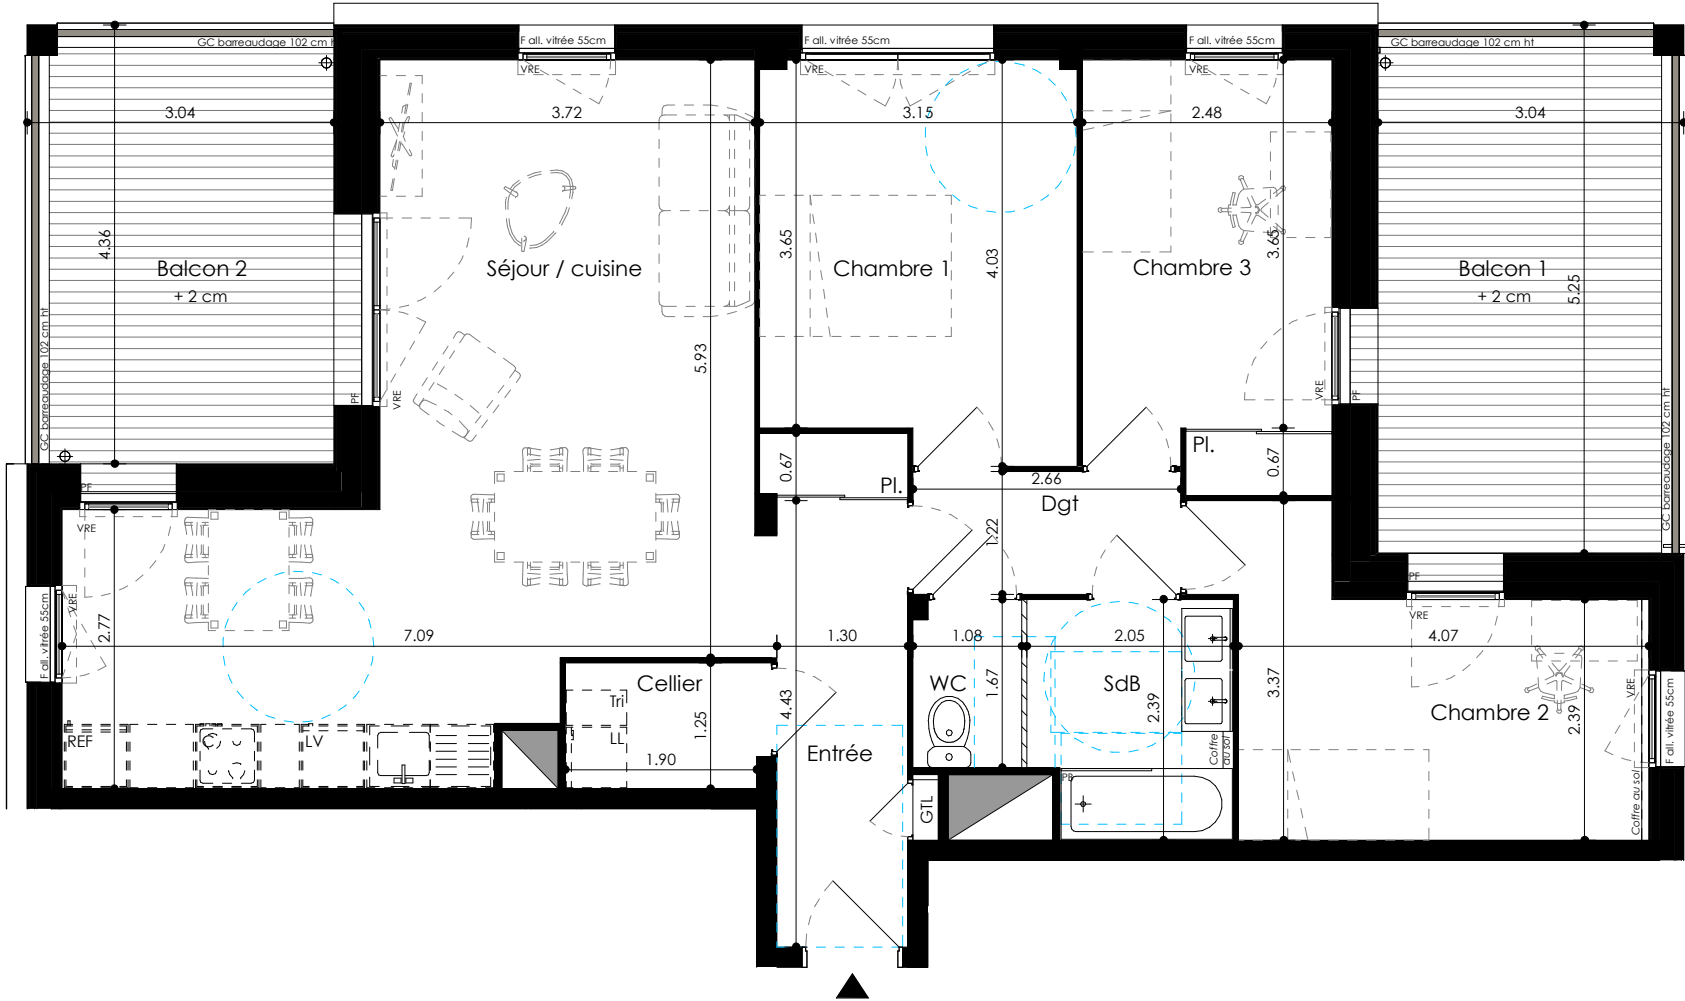 GC barreaudage 102 cm ht
F all. vitrée 55cm
F all. vitrée 55cm
F all. vitrée 55cm
GC barreaudage 102 cm ht
VRE
VRE
VRE
3.04
3.72
3.15
2.48
3.04
4.36
3.65
4.03
3.65
5.25
Balcon 2
+ 2 cm
Séjour / cuisine
Chambre 1
Chambre 3
Balcon 1
+ 2 cm
GC barreaudage 102 cm ht
PF
VRE
5.93
VRE
PF
GC barreaudage 102 cm ht
0.67
Pl.
2.66
Dgt
Pl.
0.67
PF
VRE
1.22
PF
VRE
F all. vitrée 55cm
VRE
2.77
7.09
1.30
1.08
2.05
4.07
Cellier
Tri
LL
1.25
1.90
4.43
WC
1.67
SdB
2.39
3.37
Chambre 2
2.39
VRE
F all. vitrée 55cm
REF
C
LV
Entrée
Coffre
au sol
PB
GTL
Coffre au sol